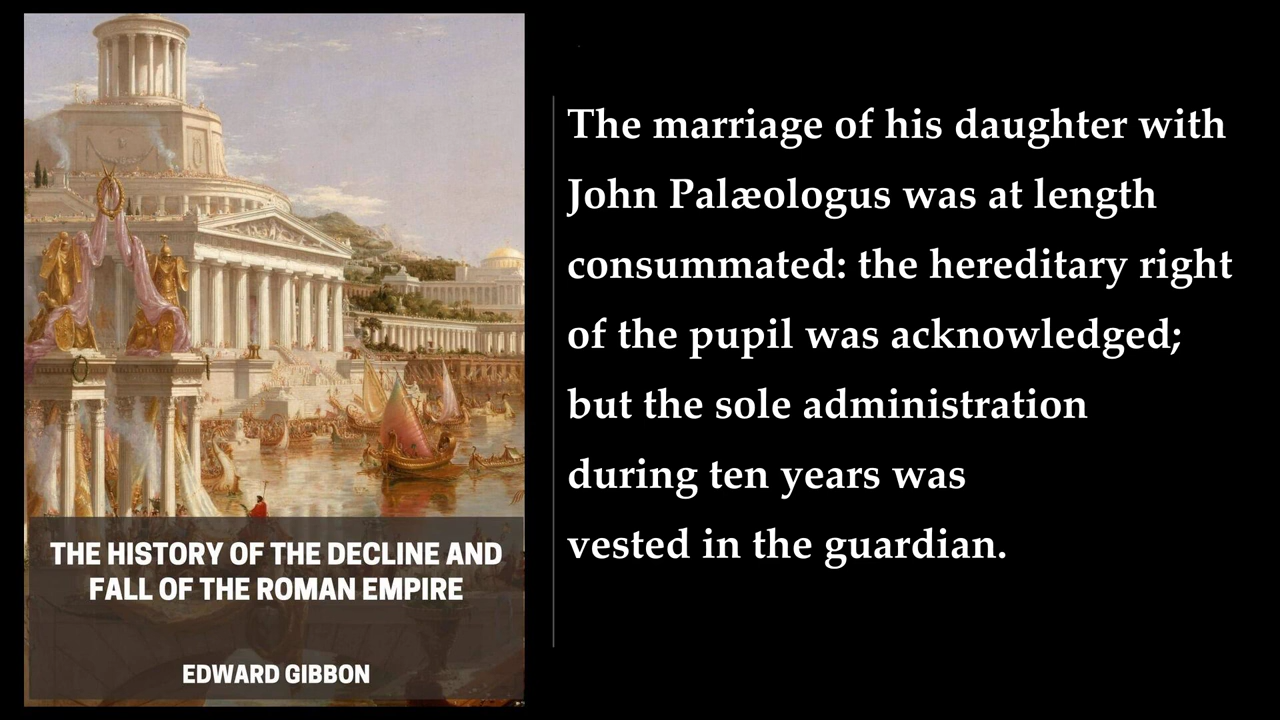 THE HISTORY OF THE DECLINE AND
FALL OF THE ROMAN EMPIRE
EDWARD GIBBON
The marriage of his daughter with
John Palæologus was at length
consummated: the hereditary right
of the pupil was acknowledged;
but the sole administration
during ten years was
vested in the guardian.